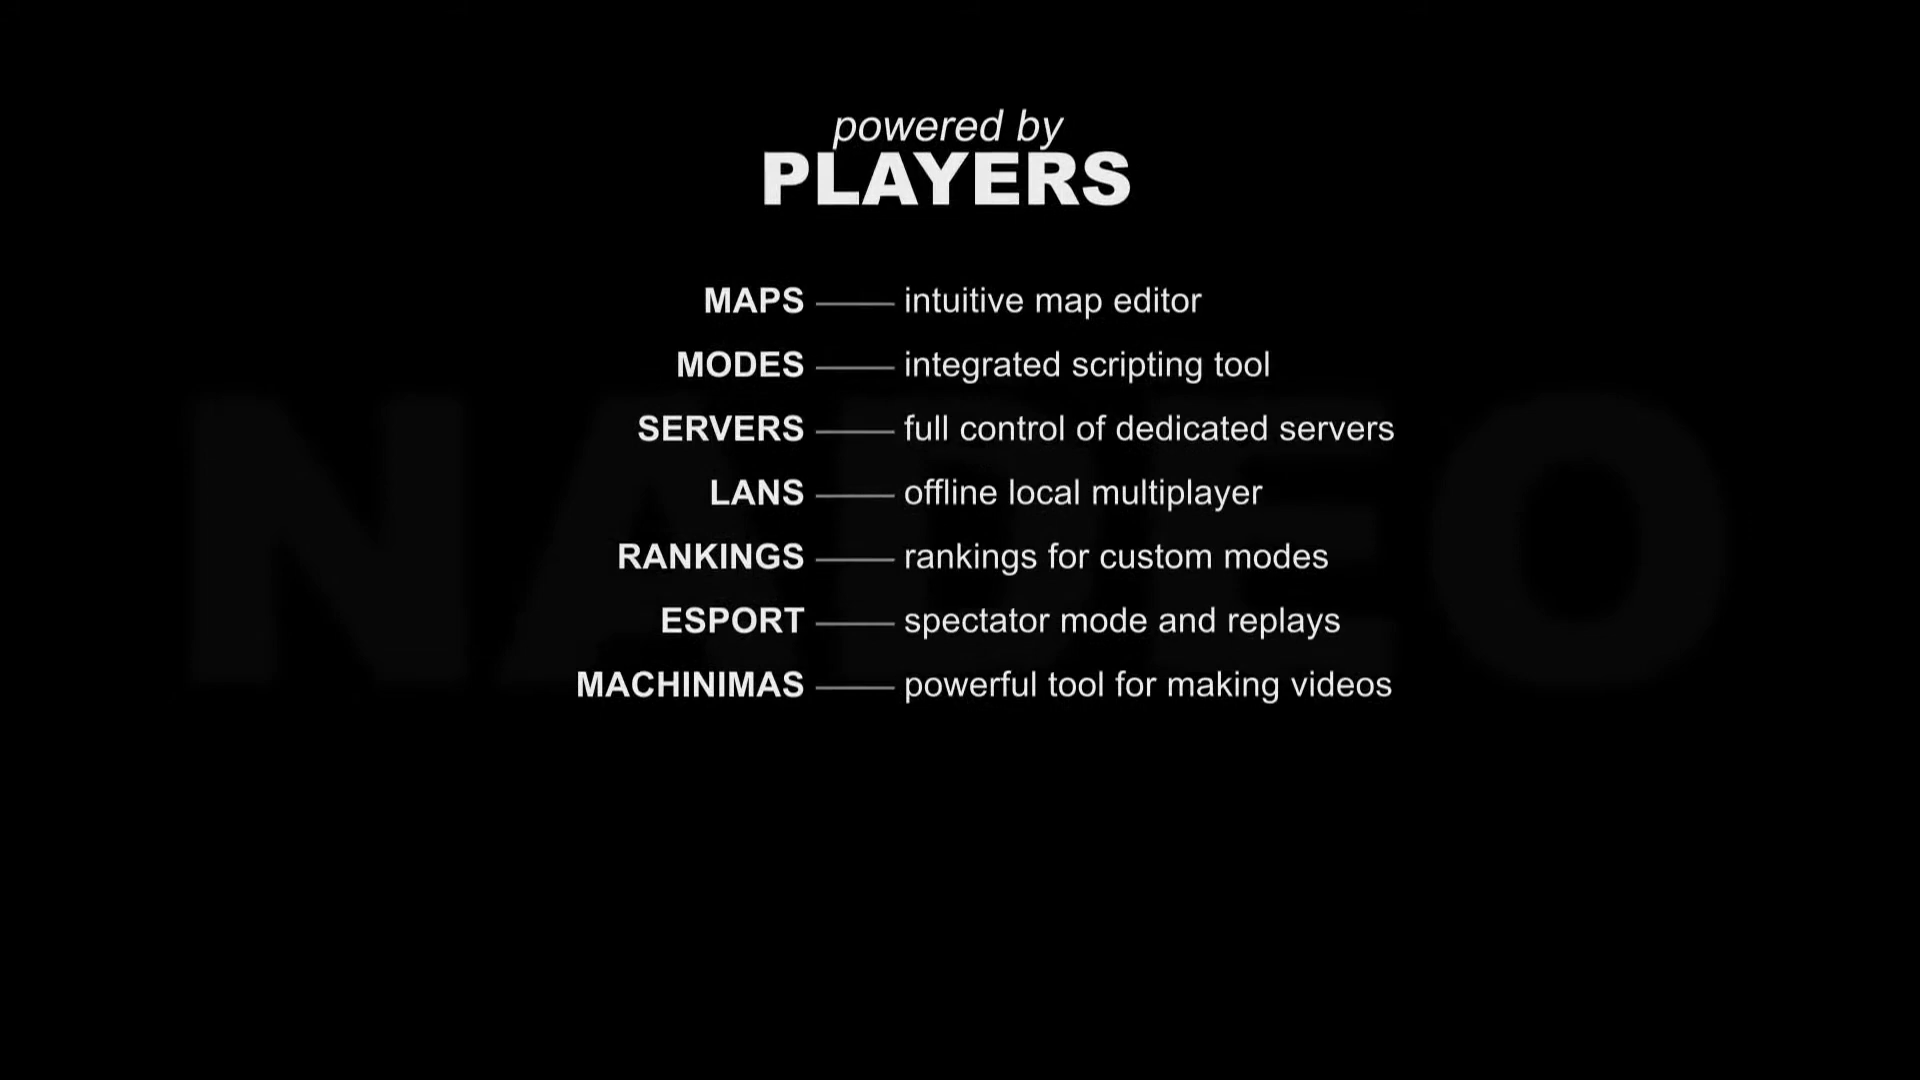 powered by
PLAYERS
MAPS intuitive map editor
MODES integrated scripting tool
SERVERS full control of dedicated servers
LANS offline local multiplayer
RANKINGS rankings for custom modes
ESPORT spectator mode and replays
MACHINIMAS powerful tool for making videos
NADEO